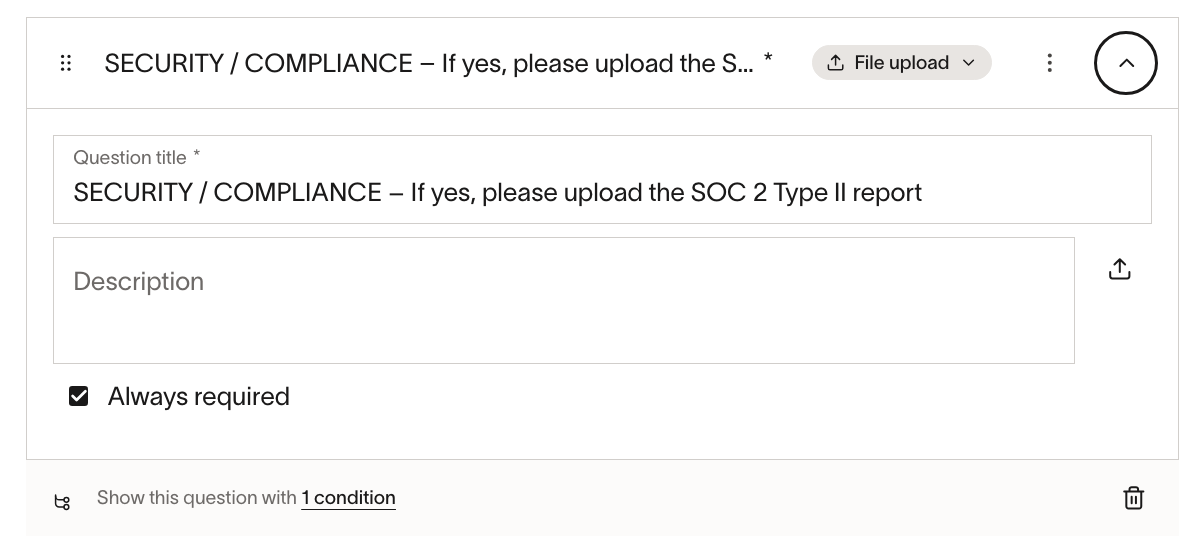 SECURITY / COMPLIANCE – If yes, please upload the S... *
File upload
Question title *
SECURITY / COMPLIANCE – If yes, please upload the SOC 2 Type II report
Description
Always required
Show this question with 1 condition